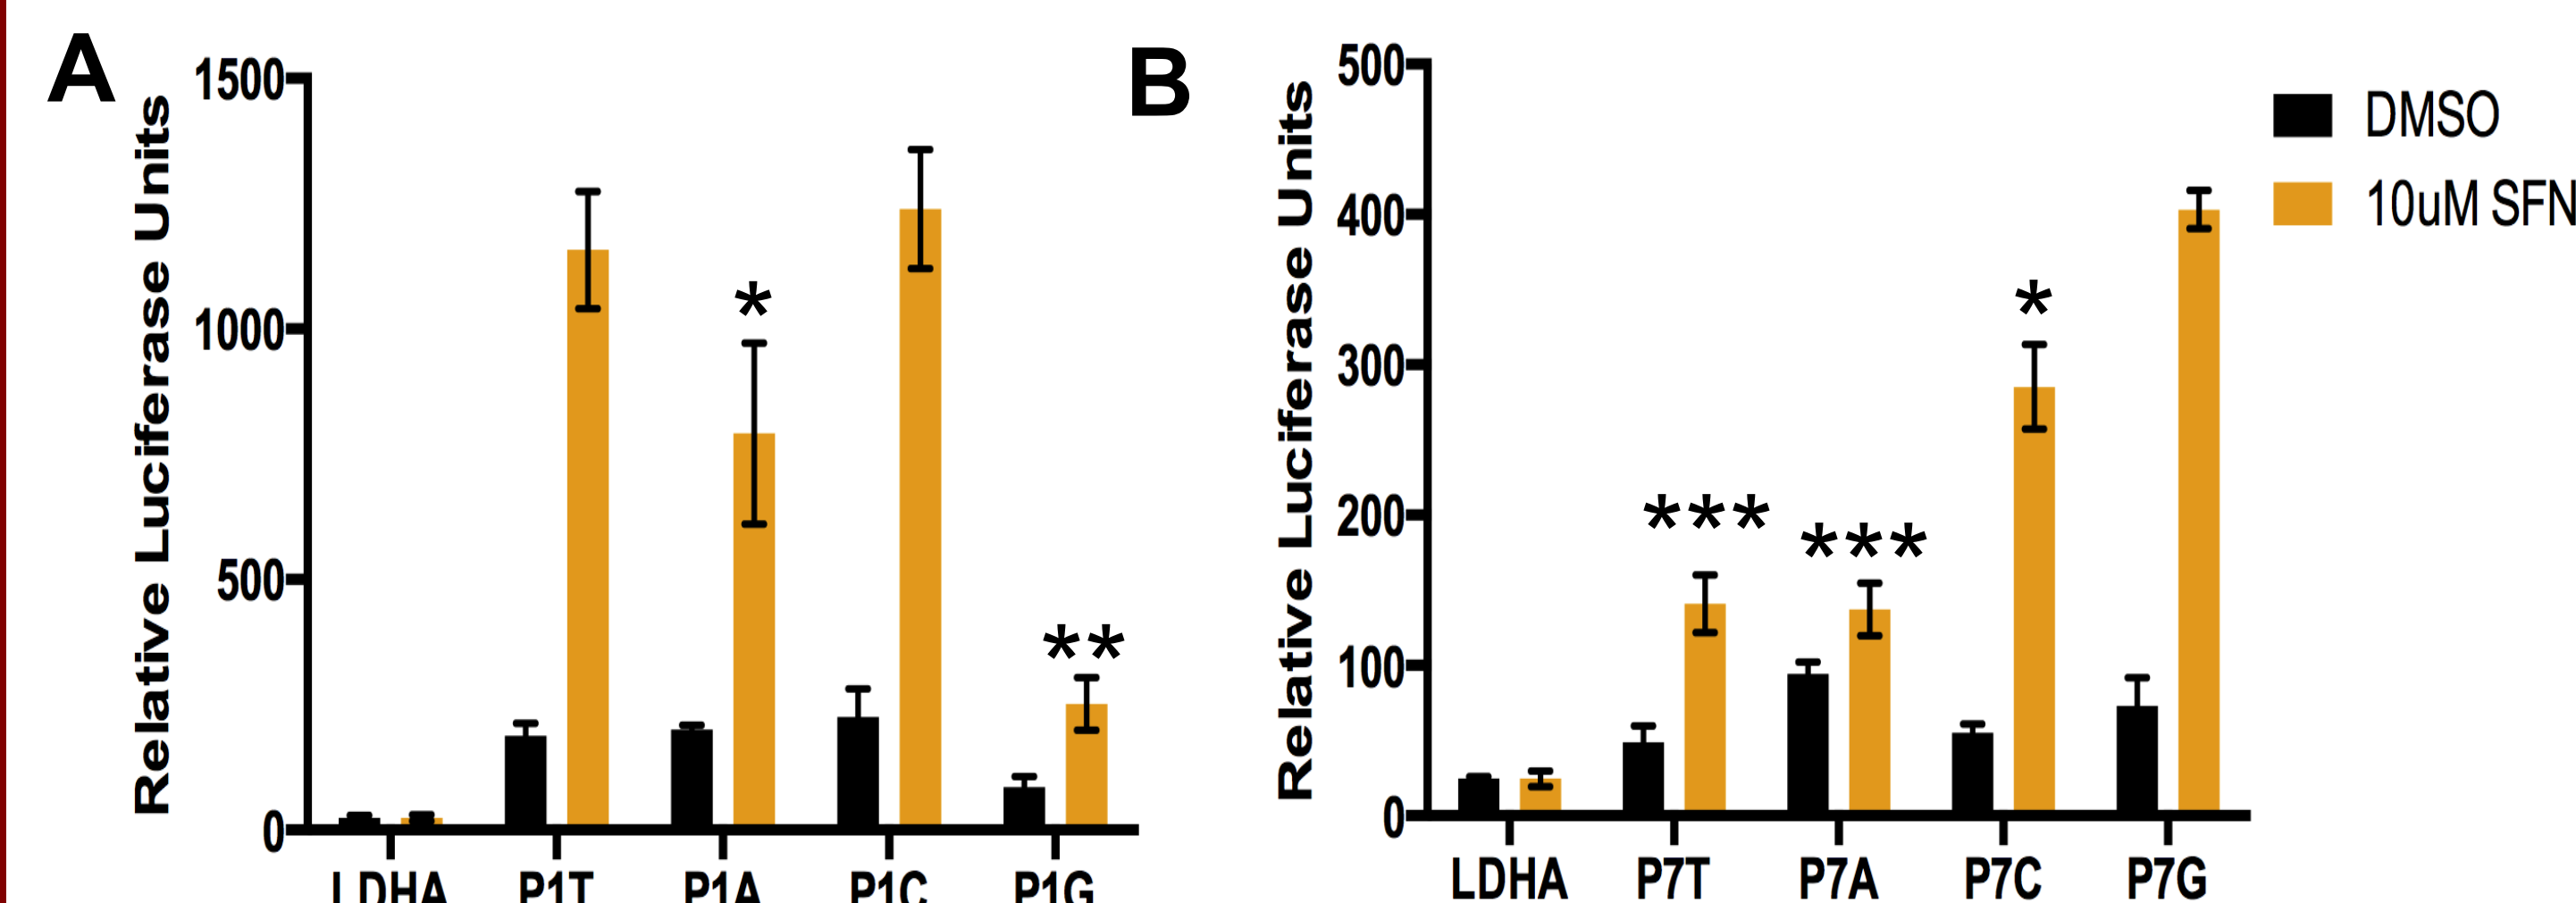 A
Relative Luciferase Units
1500
1000
500
0
*
**
LDHA P1T P1A P1C P1G
B
Relative Luciferase Units
500
400
300
200
100
0
***
***
*
LDHA P7T P7A P7C P7G
DMSO
10uM SFN